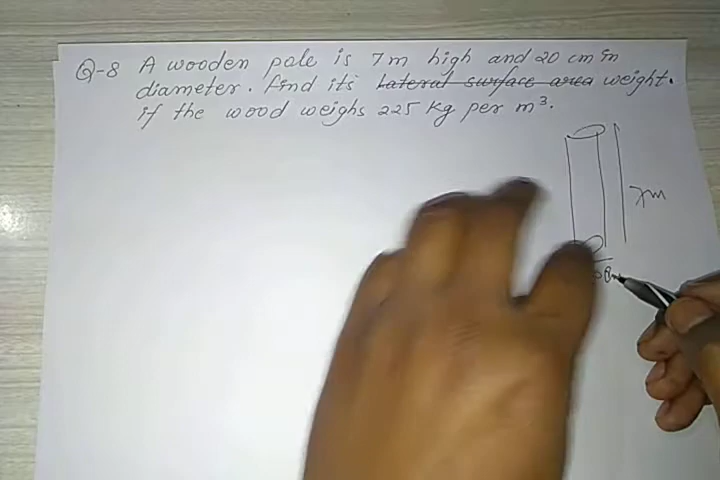 Q-8 A wooden pole is 7m high and 20 cm in
diameter. find its lateral surface area weight.
if the wood weighs 225 kg per m³.
7m